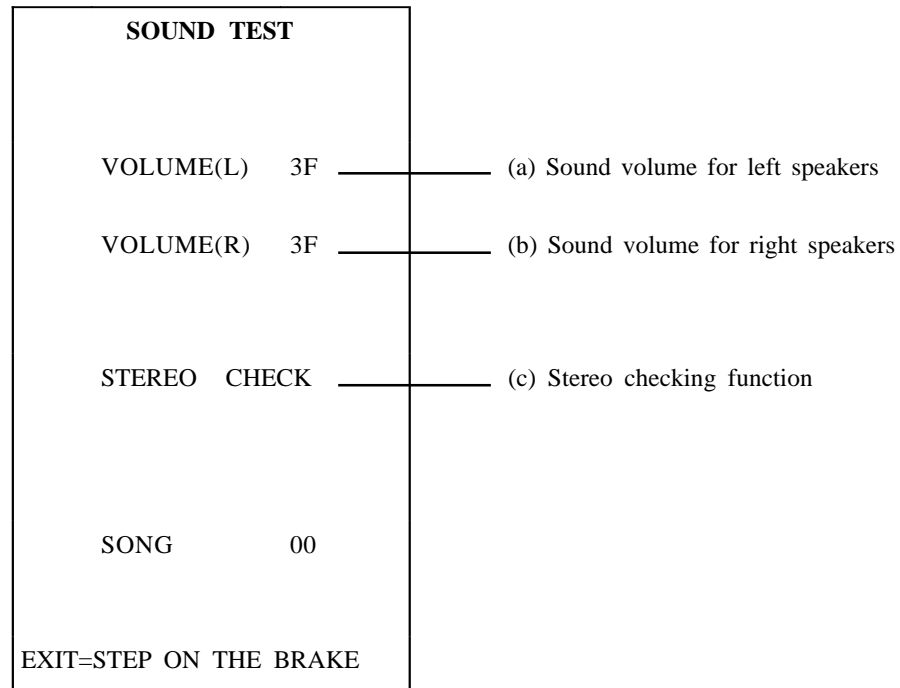 SOUND TEST
VOLUME(L) 3F (a) Sound volume for left speakers
VOLUME(R) 3F (b) Sound volume for right speakers
STEREO CHECK (c) Stereo checking function
SONG 00
EXIT=STEP ON THE BRAKE